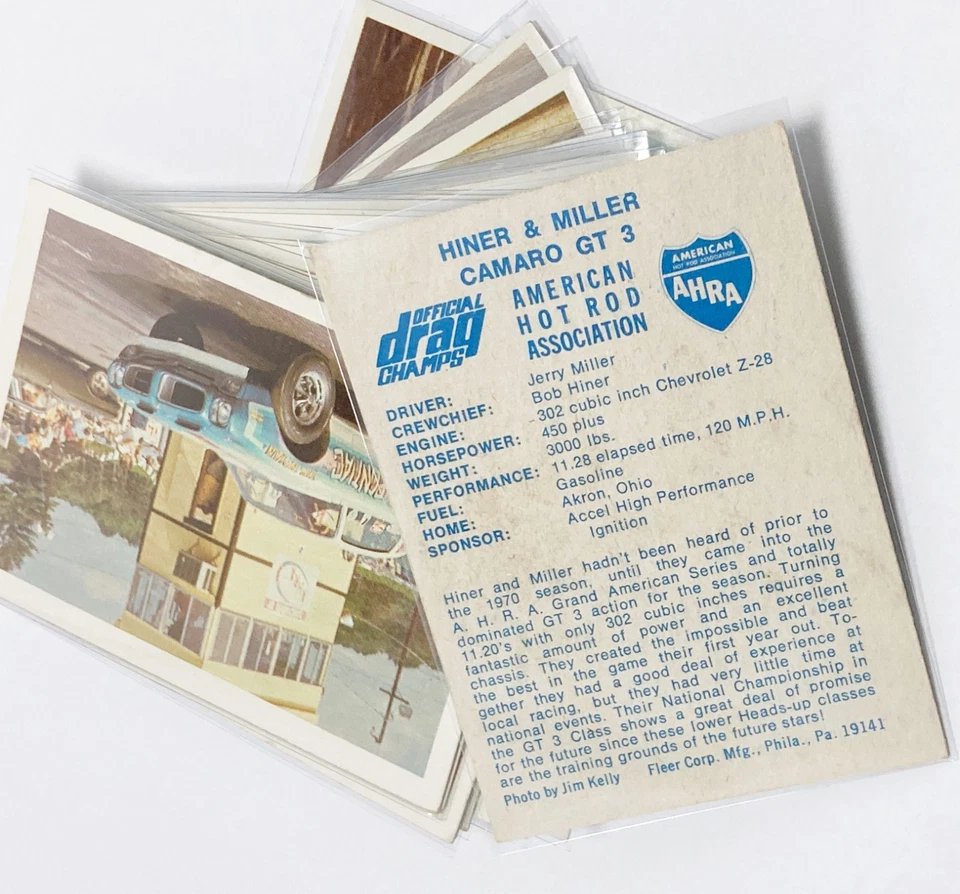 HINER & MILLER
CAMARO GT 3
OFFICIAL
drag
CHAMPS
AMERICAN
HOT ROD
ASSOCIATION
AMERICAN
HOT ROD ASSOCIATION
AHRA
DRIVER: Jerry Miller
CREWCHIEF: Bob Hiner
ENGINE: 302 cubic inch Chevrolet Z-28
HORSEPOWER: 450 plus
WEIGHT: 3000 lbs.
PERFORMANCE: 11.28 elapsed time, 120 M.P.H.
FUEL: Gasoline
HOME: Akron, Ohio
SPONSOR: Accel High Performance
Ignition
Hiner and Miller hadn't been heard of prior to
the 1970 season, until they came into the
A. H. R. A. Grand American Series and totally
dominated GT 3 action for the season. Turning
11.20's with only 302 cubic inches requires a
fantastic amount of power and an excellent
chassis. They created the impossible and beat
the best in the game their first year out. To-
gether they had a good deal of experience at
local racing, but they had very little time at
national events. Their National Championship in
the GT 3 Class shows a great deal of promise
for the future since these lower Heads-up classes
are the training grounds of the future stars!
Photo by Jim Kelly Fleer Corp. Mfg., Phila., Pa. 19141